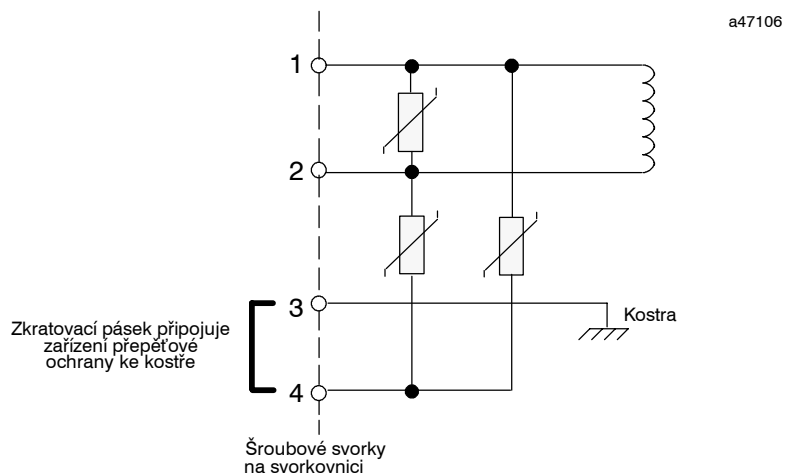 a47106
1
2
3
Kostra
Zkratovací pásek připojuje
zařízení přepěťové
ochrany ke kostře
4
Šroubové svorky
na svorkovnici